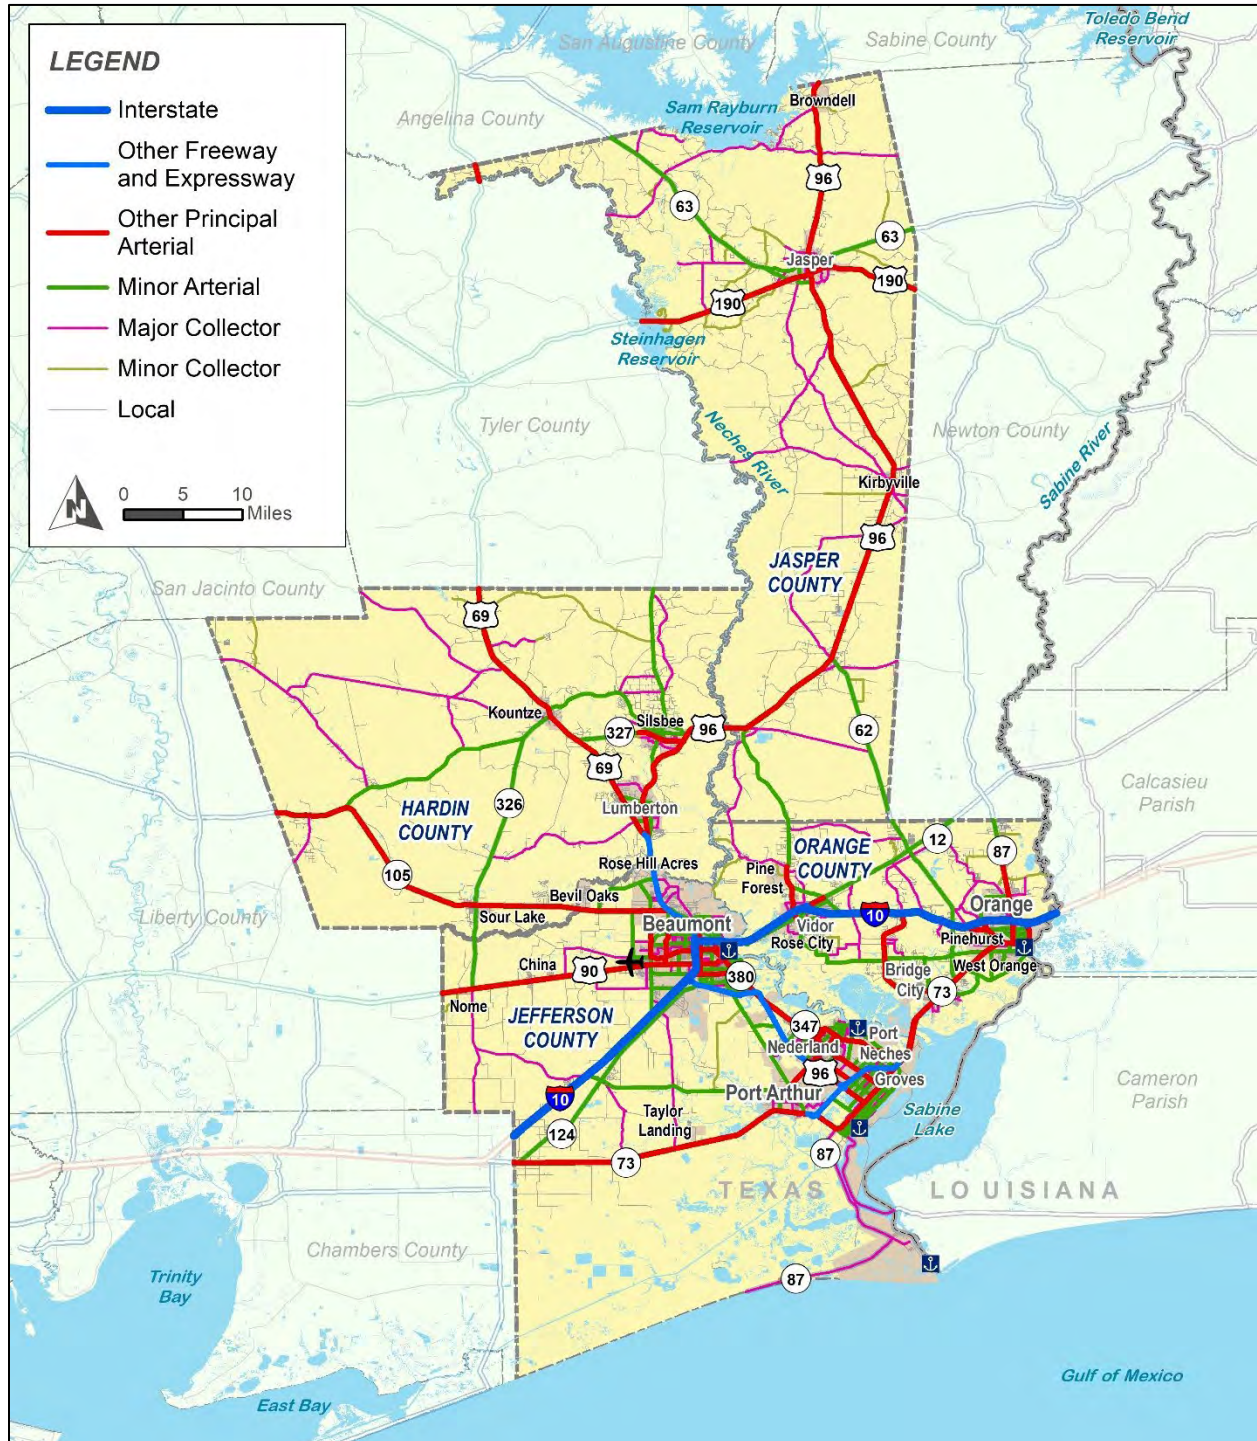 LEGEND
Interstate
Other Freeway
and Expressway
Other Principal
Arterial
Minor Arterial
Major Collector
Minor Collector
Local
N
0 5 10
Miles
Toledo Bend
Reservoir
San Augustine County
Sabine County
Angelina County
Sam Rayburn
Reservoir
Browndell
96
63
63
Jasper
190
190
Steinhagen
Reservoir
Tyler County
Neches River
Newton County
Sabine River
Kirbyville
96
JASPER
COUNTY
San Jacinto County
69
Kountze
327
Silsbee
96
62
69
Calcasieu
Parish
HARDIN
COUNTY
326
Lumberton
12
87
ORANGE
COUNTY
Rose Hill Acres
Pine
Forest
105
Bevil Oaks
Sour Lake
Liberty County
Beaumont
10
Orange
Vidor
Rose City
Pinehurst
West Orange
China
90
380
Bridge
City
73
Nome
JEFFERSON
COUNTY
347
Port
Neches
Nederland
96
Groves
Port Arthur
10
Cameron
Parish
Taylor
Landing
Sabine
Lake
124
73
87
TEXAS
LOUISIANA
Chambers County
Trinity
Bay
87
East Bay
Gulf of Mexico